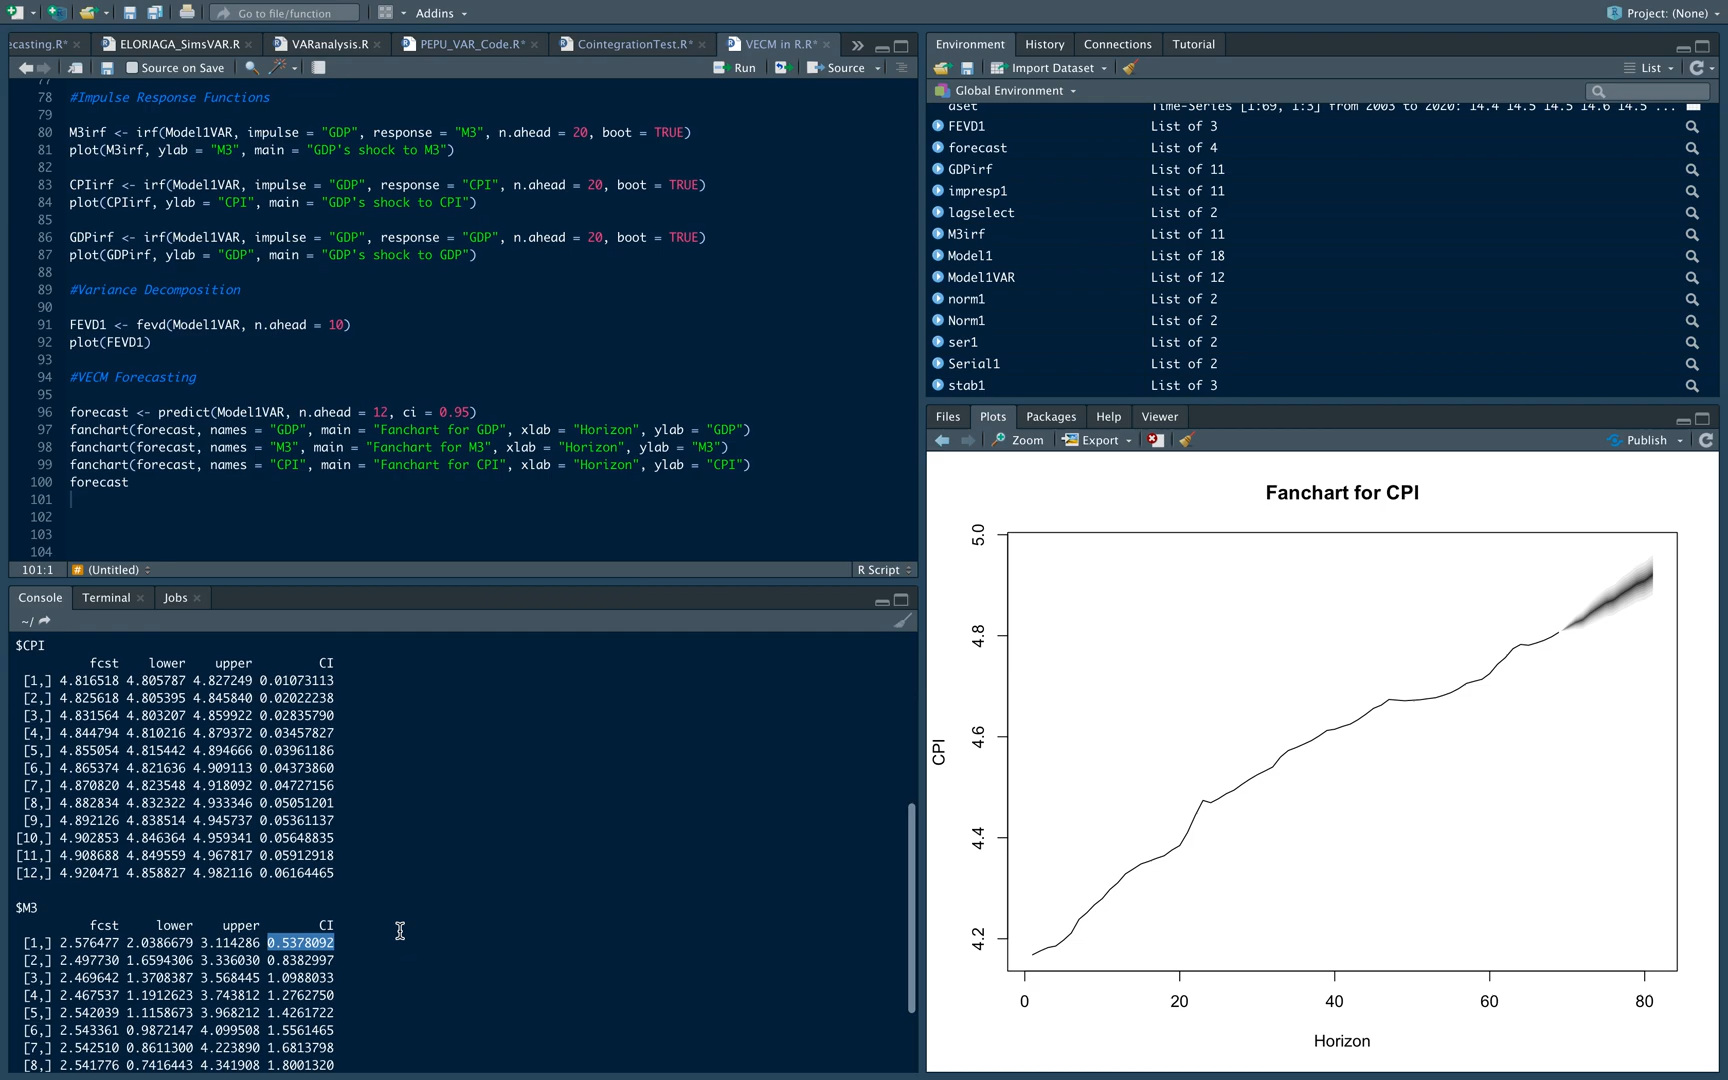 Go to file/function
Addins
Project: (None)
ecasting.R*
ELORIAGA_SimsVAR.R
VARanalysis.R
PEPU_VAR_Code.R*
CointegrationTest.R*
VECM in R.R*
Source on Save
Run
Source
77
78 #Impulse Response Functions
79
80 M3irf <- irf(Model1VAR, impulse = "GDP", response = "M3", n.ahead = 20, boot = TRUE)
81 plot(M3irf, ylab = "M3", main = "GDP's shock to M3")
82
83 CPIirf <- irf(Model1VAR, impulse = "GDP", response = "CPI", n.ahead = 20, boot = TRUE)
84 plot(CPIirf, ylab = "CPI", main = "GDP's shock to CPI")
85
86 GDPirf <- irf(Model1VAR, impulse = "GDP", response = "GDP", n.ahead = 20, boot = TRUE)
87 plot(GDPirf, ylab = "GDP", main = "GDP's shock to GDP")
88
89 #Variance Decomposition
90
91 FEVD1 <- fevd(Model1VAR, n.ahead = 10)
92 plot(FEVD1)
93
94 #VECM Forecasting
95
96 forecast <- predict(Model1VAR, n.ahead = 12, ci = 0.95)
97 fanchart(forecast, names = "GDP", main = "Fanchart for GDP", xlab = "Horizon", ylab = "GDP")
98 fanchart(forecast, names = "M3", main = "Fanchart for M3", xlab = "Horizon", ylab = "M3")
99 fanchart(forecast, names = "CPI", main = "Fanchart for CPI", xlab = "Horizon", ylab = "CPI")
100 forecast
101
102
103
104
101:1 # (Untitled) R Script
Console Terminal Jobs
~/
$CPI
fcst lower upper CI
[1,] 4.816518 4.805787 4.827249 0.01073113
[2,] 4.825618 4.805395 4.845840 0.02022238
[3,] 4.831564 4.803207 4.859922 0.02835790
[4,] 4.844794 4.810216 4.879372 0.03457827
[5,] 4.855054 4.815442 4.894666 0.03961186
[6,] 4.865374 4.821636 4.909113 0.04373860
[7,] 4.870820 4.823548 4.918092 0.04727156
[8,] 4.882834 4.832322 4.933346 0.05051201
[9,] 4.892126 4.838514 4.945737 0.05361137
[10,] 4.902853 4.846364 4.959341 0.05648835
[11,] 4.908688 4.849559 4.967817 0.05912918
[12,] 4.920471 4.858827 4.982116 0.06164465
$M3
fcst lower upper CI
[1,] 2.576477 2.0386679 3.114286 0.5378092
[2,] 2.497730 1.6594306 3.336030 0.8382997
[3,] 2.469642 1.3708387 3.568445 1.0988033
[4,] 2.467537 1.1912623 3.743812 1.2762750
[5,] 2.542039 1.1158673 3.968212 1.4261722
[6,] 2.543361 0.9872147 4.099508 1.5561465
[7,] 2.542510 0.8611300 4.223890 1.6813798
[8,] 2.541776 0.7416443 4.341908 1.8001320
Environment History Connections Tutorial
Import Dataset
List
Global Environment
aset Time-Series [1:69, 1:3] from 2003 to 2020: 14.4 14.5 14.5 14.6 14.5 ...
FEVD1 List of 3
forecast List of 4
GDPirf List of 11
impresp1 List of 11
lagselect List of 2
M3irf List of 11
Model1 List of 18
Model1VAR List of 12
norm1 List of 2
Norm1 List of 2
ser1 List of 2
Serial1 List of 2
stab1 List of 3
Files Plots Packages Help Viewer
Zoom Export Publish
Fanchart for CPI
CPI
5.0
4.8
4.6
4.4
4.2
0 20 40 60 80
Horizon